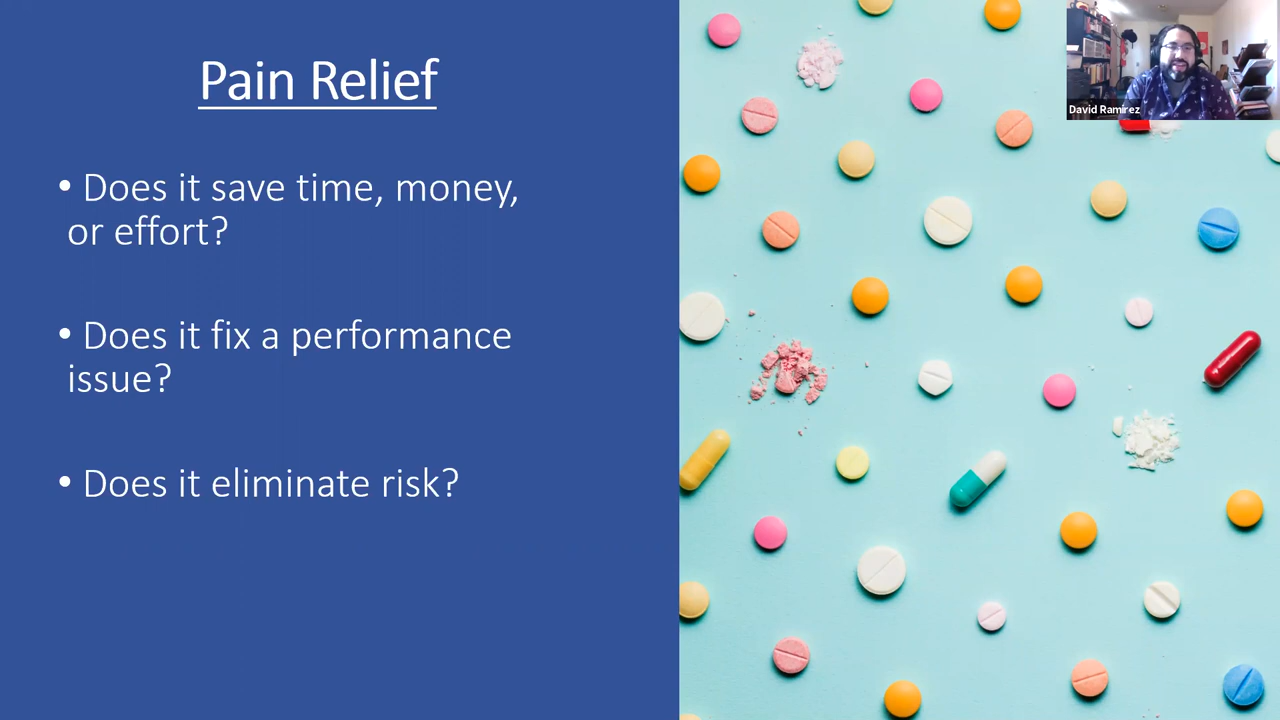 Pain Relief
• Does it save time, money,
or effort?
• Does it fix a performance
issue?
• Does it eliminate risk?
David Ramirez